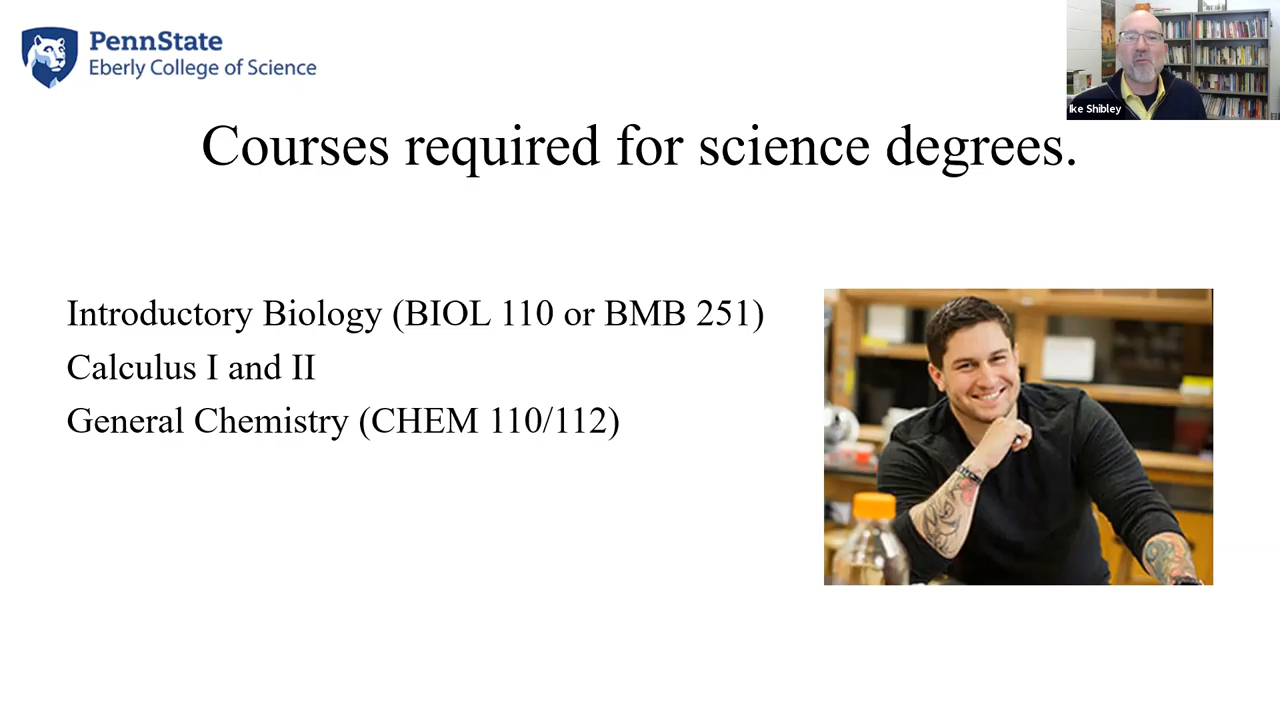 PennState
Eberly College of Science
Ike Shibley
Courses required for science degrees.
Introductory Biology (BIOL 110 or BMB 251)
Calculus I and II
General Chemistry (CHEM 110/112)